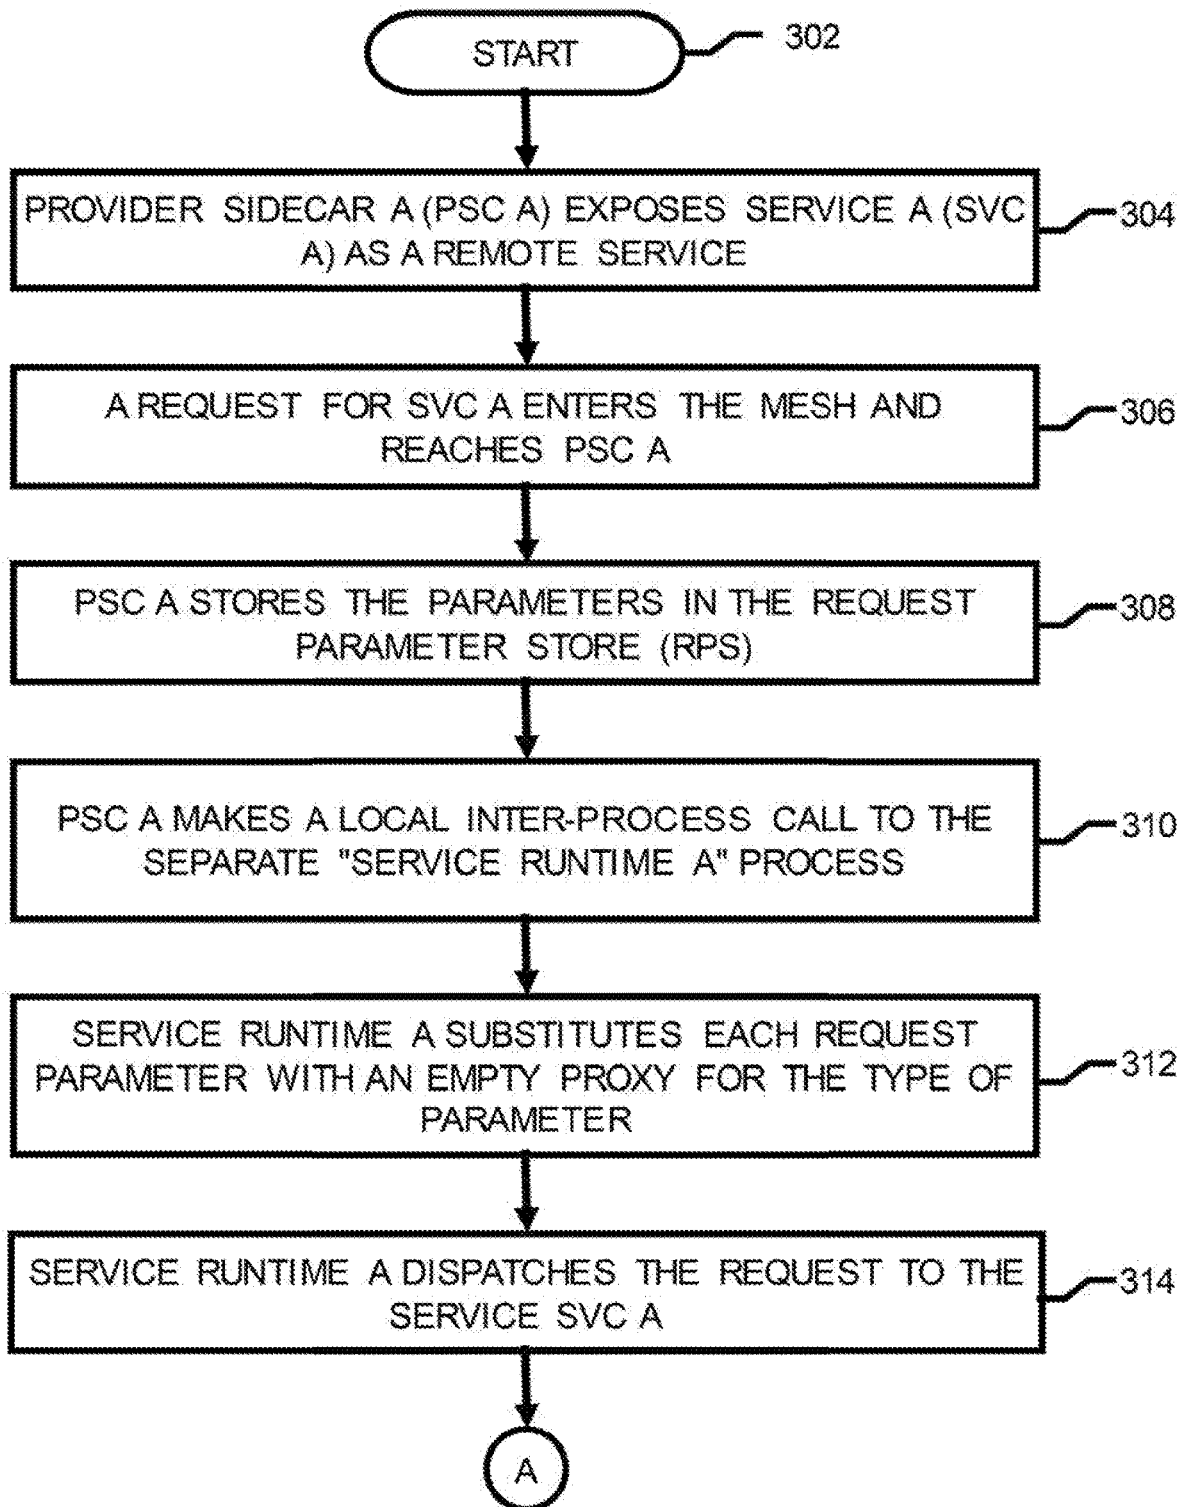 START
302
PROVIDER SIDECAR A (PSC A) EXPOSES SERVICE A (SVC
A) AS A REMOTE SERVICE
304
A REQUEST FOR SVC A ENTERS THE MESH AND
REACHES PSC A
306
PSC A STORES THE PARAMETERS IN THE REQUEST
PARAMETER STORE (RPS)
308
PSC A MAKES A LOCAL INTER-PROCESS CALL TO THE
SEPARATE "SERVICE RUNTIME A" PROCESS
310
SERVICE RUNTIME A SUBSTITUTES EACH REQUEST
PARAMETER WITH AN EMPTY PROXY FOR THE TYPE OF
PARAMETER
312
SERVICE RUNTIME A DISPATCHES THE REQUEST TO THE
SERVICE SVC A
314
A